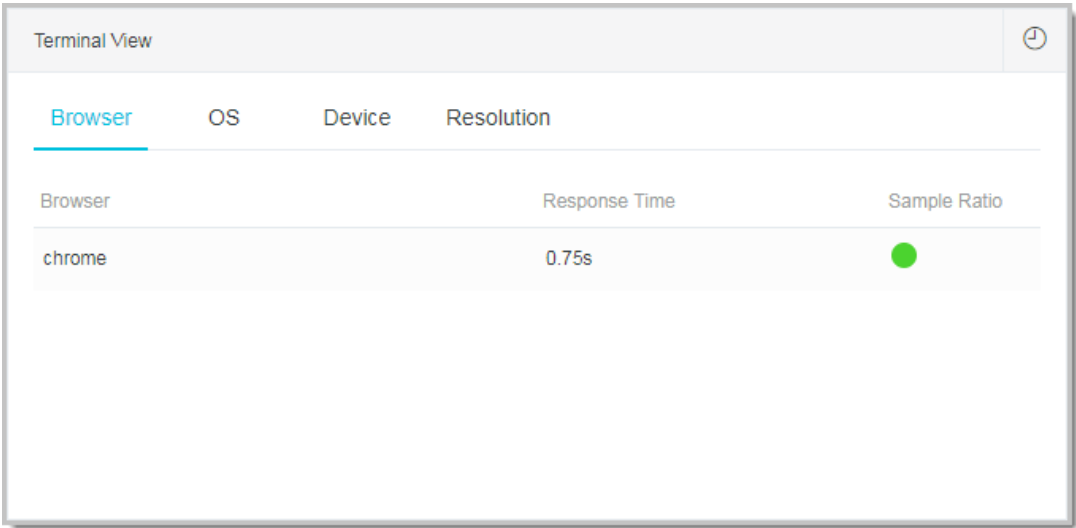 Terminal View
Browser OS Device Resolution
Browser Response Time Sample Ratio
chrome 0.75s